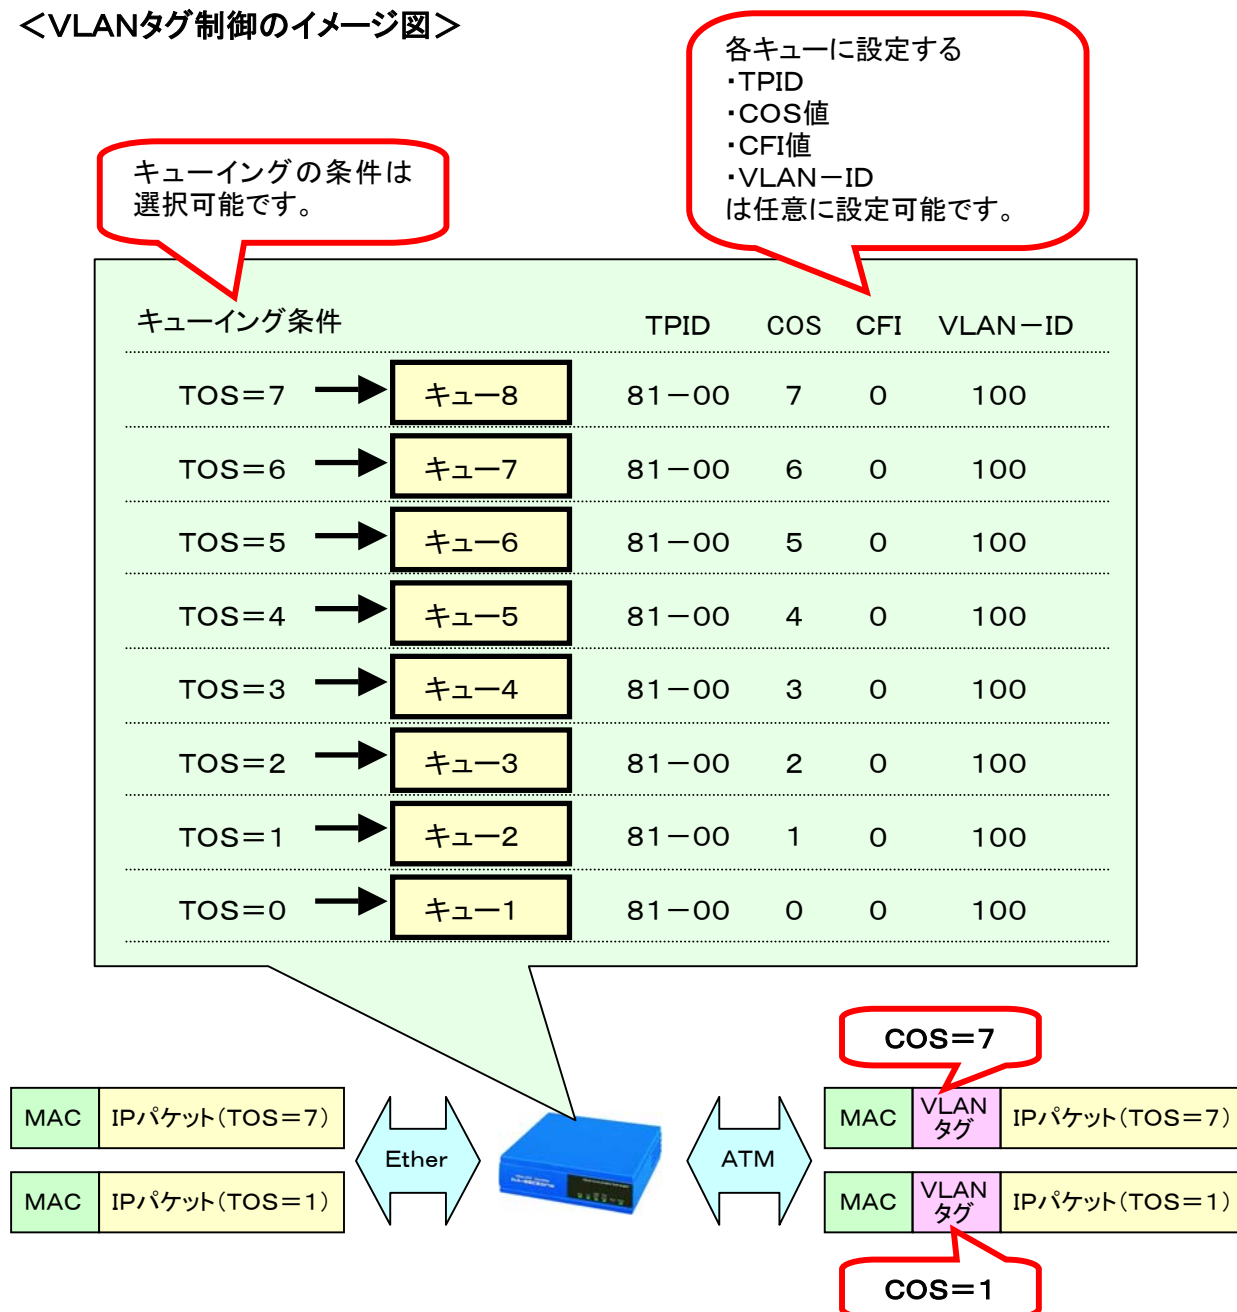 ＜VLANタグ制御のイメージ図＞
各キューに設定する
・TPID
・COS値
・CFI値
・VLAN－ID
は任意に設定可能です。
キューイングの条件は
選択可能です。
キューイング条件 TPID COS CFI VLAN－ID
TOS＝7 キュー8 81－00 7 0 100
TOS＝6 キュー7 81－00 6 0 100
TOS＝5 キュー6 81－00 5 0 100
TOS＝4 キュー5 81－00 4 0 100
TOS＝3 キュー4 81－00 3 0 100
TOS＝2 キュー3 81－00 2 0 100
TOS＝1 キュー2 81－00 1 0 100
TOS＝0 キュー1 81－00 0 0 100
COS＝7
MAC IPパケット（TOS＝7）
MAC IPパケット（TOS＝1）
Ether
ATM
MAC VLANタグ IPパケット（TOS＝7）
MAC VLANタグ IPパケット（TOS＝1）
COS＝1